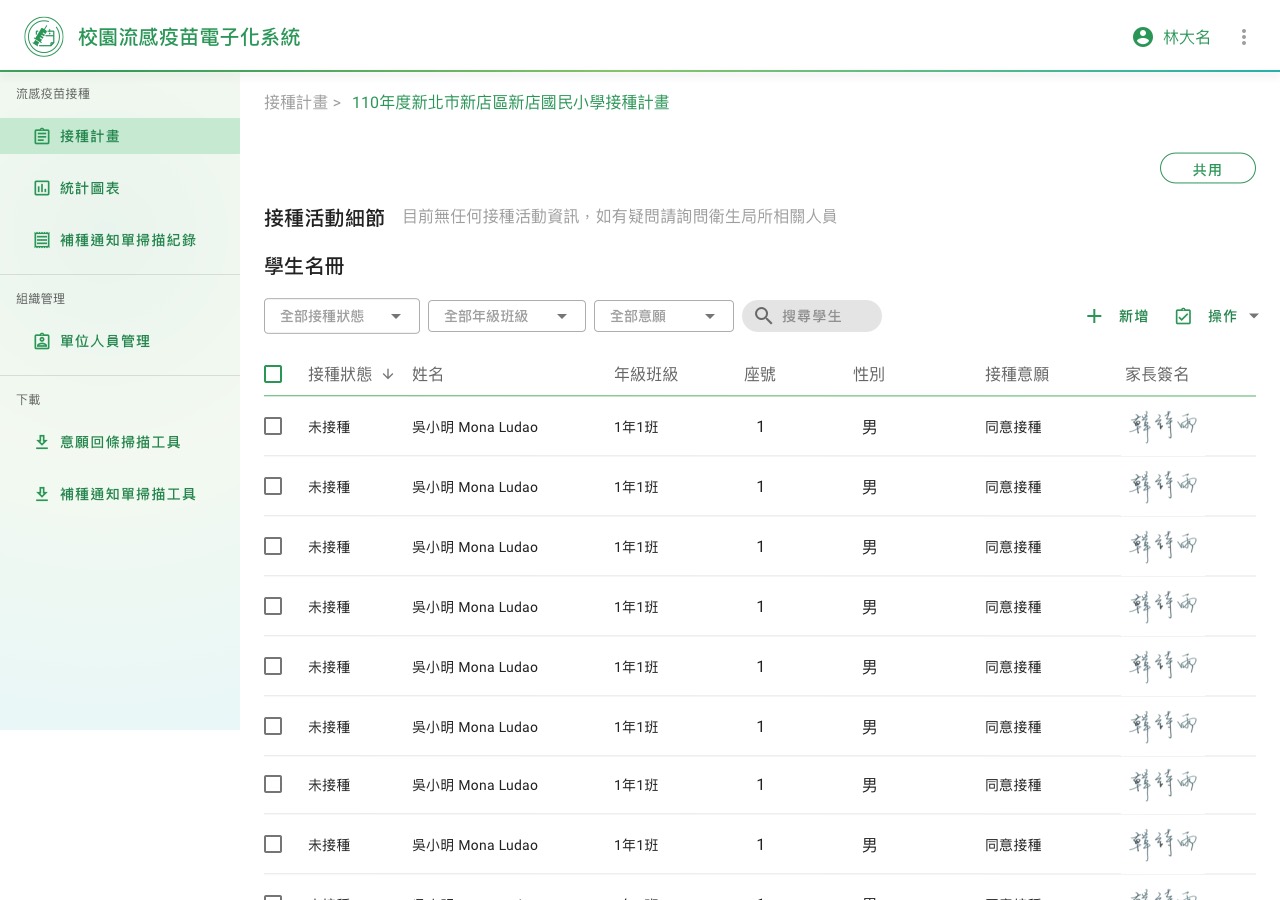 校園流感疫苗電子化系統
林大名
流感疫苗接種
接種計畫
統計圖表
補種通知單掃描紀錄
組織管理
單位人員管理
下載
意願回條掃描工具
補種通知單掃描工具
接種計畫 > 110年度新北市新店區新店國民小學接種計畫
共用
接種活動細節 目前無任何接種活動資訊，如有疑問請詢問衛生局所相關人員
學生名冊
全部接種狀態 全部年級班級 全部意願 搜尋學生 新增 操作
接種狀態 姓名 年級班級 座號 性別 接種意願 家長簽名
未接種 吳小明 Mona Ludao 1年1班 1 男 同意接種 韓詩雨
未接種 吳小明 Mona Ludao 1年1班 1 男 同意接種 韓詩雨
未接種 吳小明 Mona Ludao 1年1班 1 男 同意接種 韓詩雨
未接種 吳小明 Mona Ludao 1年1班 1 男 同意接種 韓詩雨
未接種 吳小明 Mona Ludao 1年1班 1 男 同意接種 韓詩雨
未接種 吳小明 Mona Ludao 1年1班 1 男 同意接種 韓詩雨
未接種 吳小明 Mona Ludao 1年1班 1 男 同意接種 韓詩雨
未接種 吳小明 Mona Ludao 1年1班 1 男 同意接種 韓詩雨